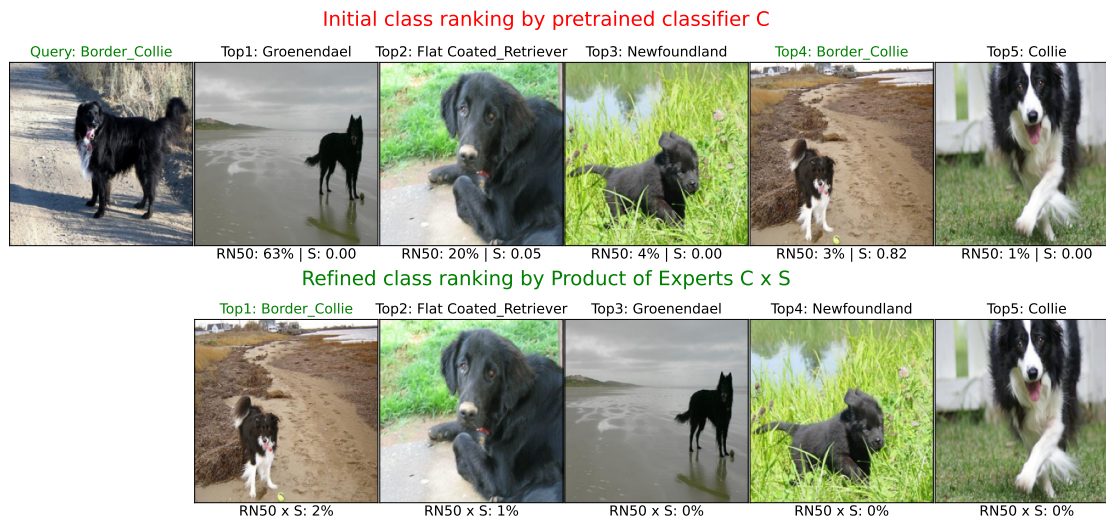 Initial class ranking by pretrained classifier C
Query: Border_Collie
Top1: Groenendael
Top2: Flat Coated_Retriever
Top3: Newfoundland
Top4: Border_Collie
Top5: Collie
RN50: 63% | S: 0.00
RN50: 20% | S: 0.05
RN50: 4% | S: 0.00
RN50: 3% | S: 0.82
RN50: 1% | S: 0.00
Refined class ranking by Product of Experts C x S
Top1: Border_Collie
Top2: Flat Coated_Retriever
Top3: Groenendael
Top4: Newfoundland
Top5: Collie
RN50 x S: 2%
RN50 x S: 1%
RN50 x S: 0%
RN50 x S: 0%
RN50 x S: 0%